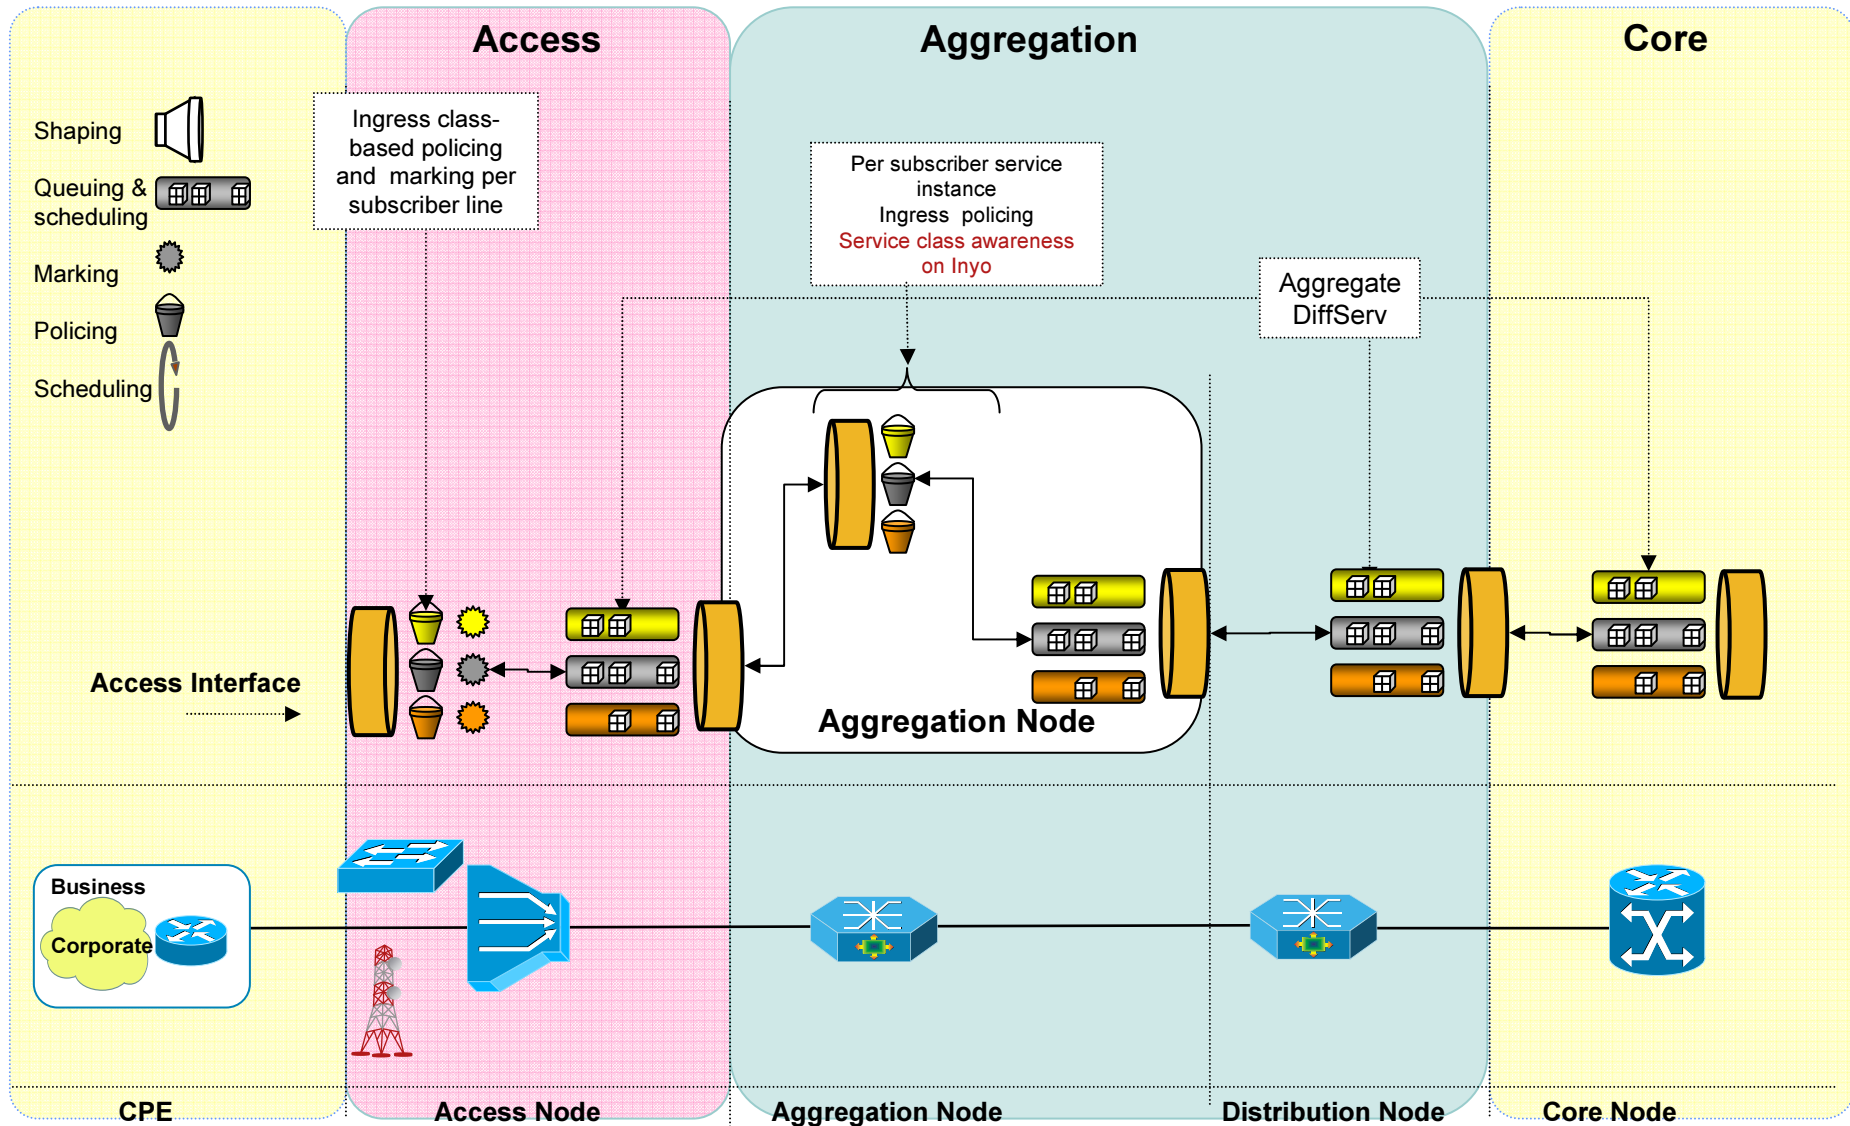 Access
Aggregation
Core
Shaping
Queuing &
scheduling
Marking
Policing
Scheduling
Ingress class-
based policing
and marking per
subscriber line
Per subscriber service
instance
Ingress policing
Service class awareness
on Inyo
Aggregate
DiffServ
Access Interface
Aggregation Node
Business
Corporate
CPE
Access Node
Aggregation Node
Distribution Node
Core Node